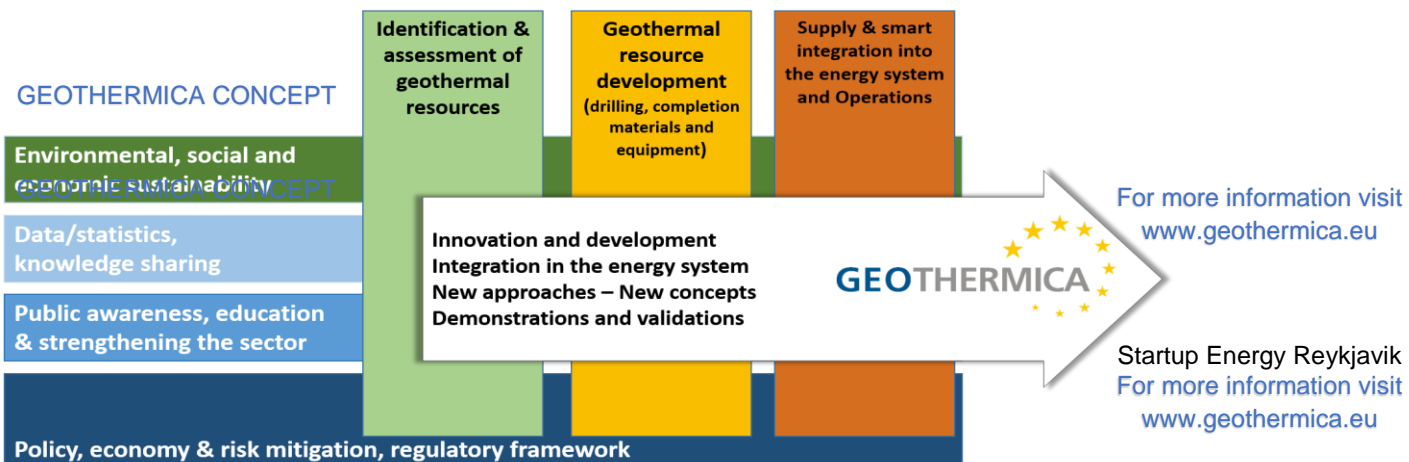 GEOTHERMICA CONCEPT
Identification &
assessment of
geothermal
resources
Geothermal
resource
development
(drilling, completion
materials and
equipment)
Supply & smart
integration into
the energy system
and Operations
Environmental, social and
economic sustainability
GEOTHERMICA CONCEPT
Data/statistics,
knowledge sharing
Public awareness, education
& strengthening the sector
Policy, economy & risk mitigation, regulatory framework
Innovation and development
Integration in the energy system
New approaches – New concepts
Demonstrations and validations
GEOTHERMICA
For more information visit
www.geothermica.eu
Startup Energy Reykjavik
For more information visit
www.geothermica.eu